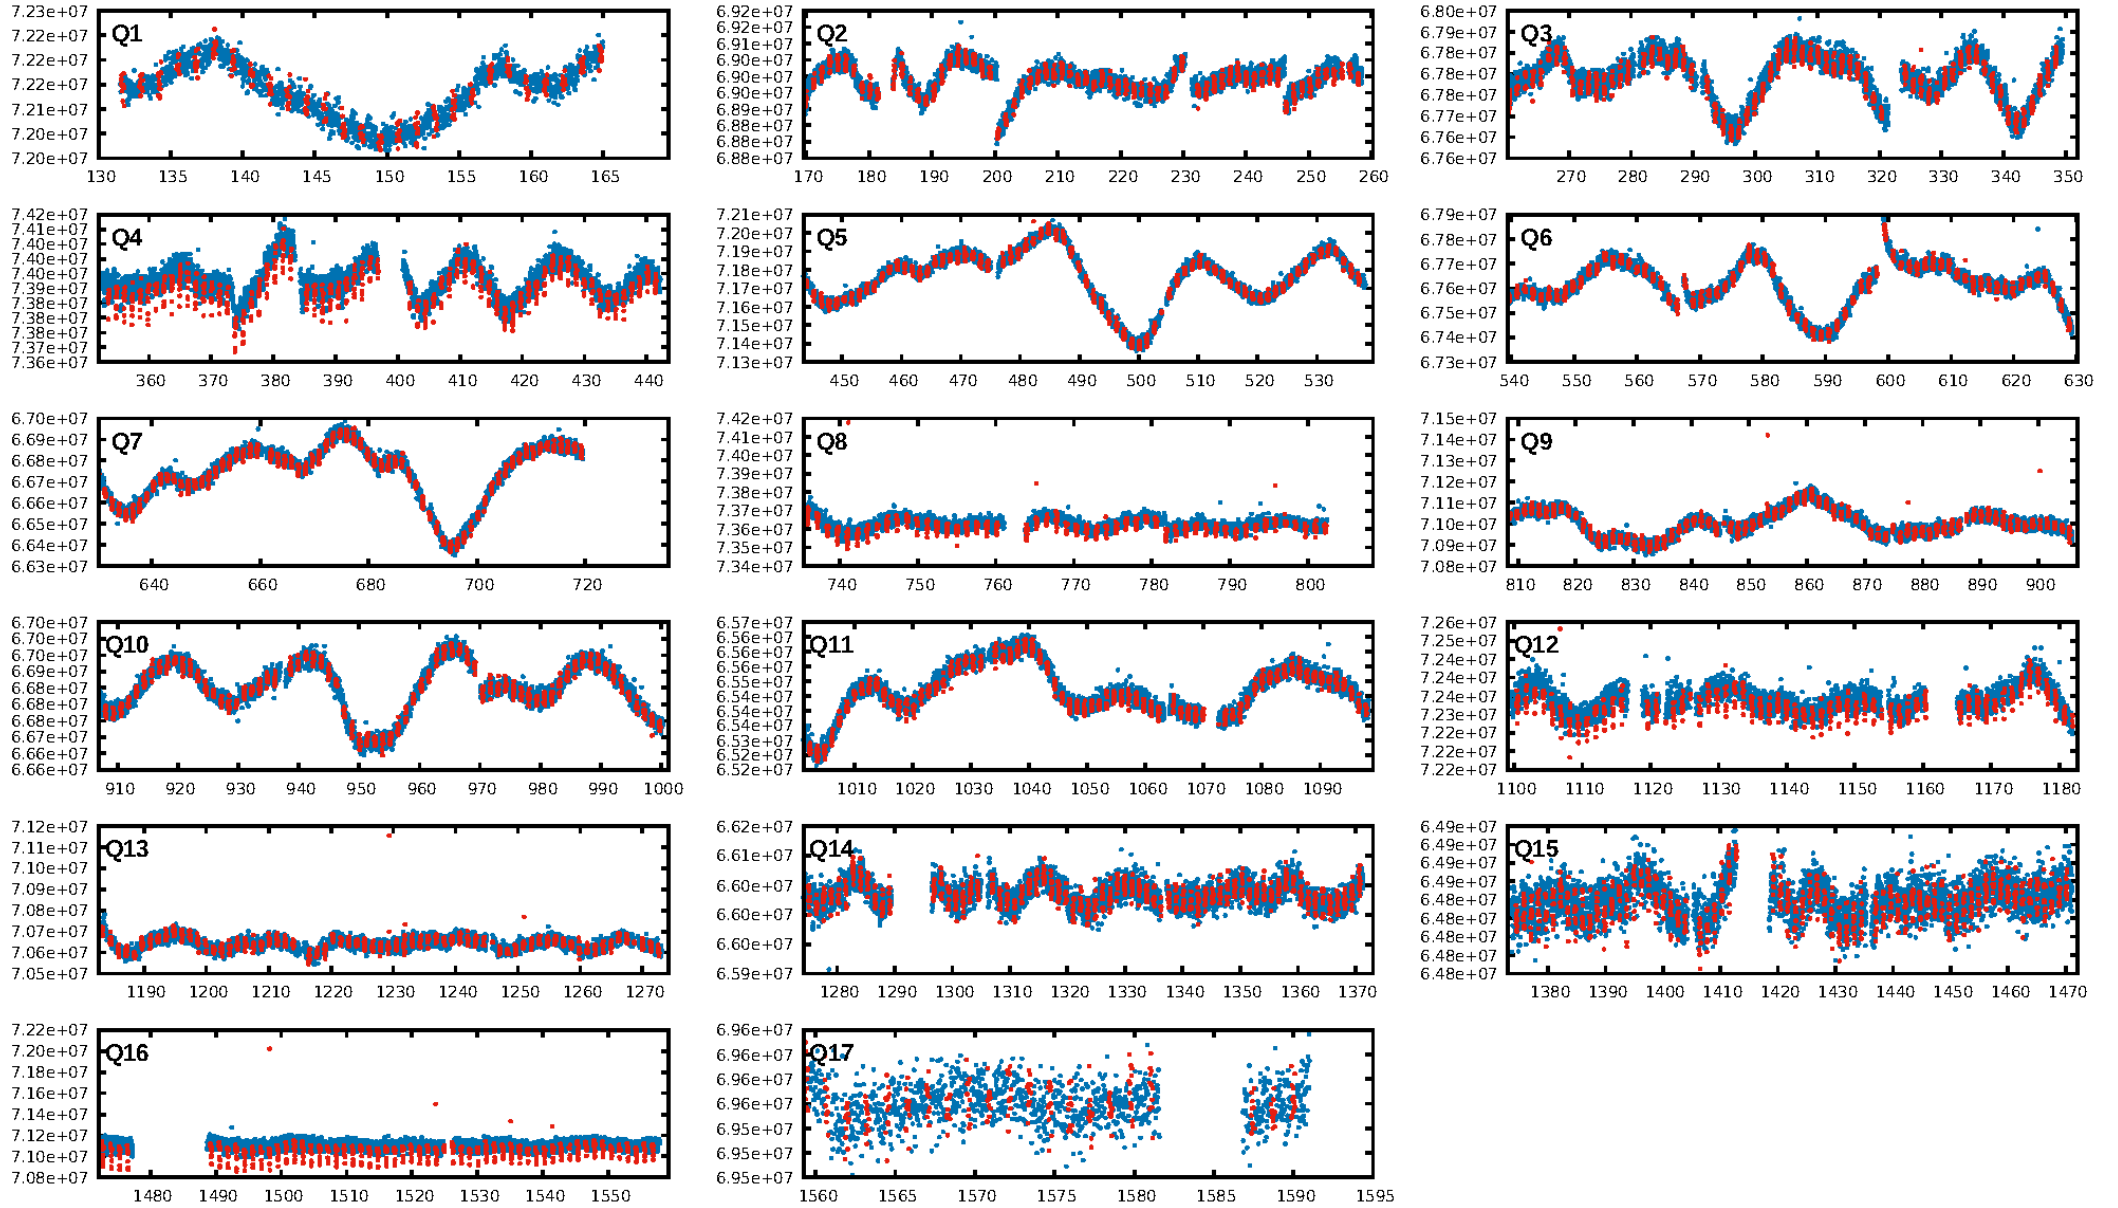 7.23e+07
7.22e+07
7.22e+07
7.21e+07
7.21e+07
7.20e+07
7.20e+07
Q1
130 135 140 145 150 155 160 165
6.92e+07
6.91e+07
6.91e+07
6.90e+07
6.90e+07
6.89e+07
6.89e+07
6.88e+07
6.88e+07
6.88e+07
Q2
170 180 190 200 210 220 230 240 250 260
6.80e+07
6.79e+07
6.78e+07
6.78e+07
6.78e+07
6.77e+07
6.76e+07
6.76e+07
Q3
270 280 290 300 310 320 330 340 350
7.42e+07
7.41e+07
7.40e+07
7.40e+07
7.40e+07
7.39e+07
7.38e+07
7.38e+07
7.38e+07
7.37e+07
7.36e+07
Q4
360 370 380 390 400 410 420 430 440
7.21e+07
7.20e+07
7.19e+07
7.18e+07
7.17e+07
7.16e+07
7.15e+07
7.14e+07
7.13e+07
Q5
450 460 470 480 490 500 510 520 530
6.79e+07
6.78e+07
6.77e+07
6.76e+07
6.75e+07
6.74e+07
6.73e+07
Q6
540 550 560 570 580 590 600 610 620 630
6.70e+07
6.69e+07
6.68e+07
6.67e+07
6.66e+07
6.65e+07
6.64e+07
6.63e+07
Q7
640 660 680 700 720
7.42e+07
7.41e+07
7.40e+07
7.39e+07
7.38e+07
7.37e+07
7.36e+07
7.35e+07
7.34e+07
Q8
740 750 760 770 780 790 800
7.15e+07
7.14e+07
7.13e+07
7.12e+07
7.11e+07
7.10e+07
7.09e+07
7.08e+07
Q9
810 820 830 840 850 860 870 880 890 900
6.70e+07
6.70e+07
6.70e+07
6.69e+07
6.68e+07
6.68e+07
6.68e+07
6.67e+07
6.66e+07
6.66e+07
Q10
910 920 930 940 950 960 970 980 990 1000
6.57e+07
6.56e+07
6.56e+07
6.55e+07
6.54e+07
6.54e+07
6.53e+07
6.52e+07
6.52e+07
Q11
1010 1020 1030 1040 1050 1060 1070 1080 1090
7.26e+07
7.25e+07
7.24e+07
7.24e+07
7.24e+07
7.23e+07
7.22e+07
7.22e+07
7.22e+07
Q12
1100 1110 1120 1130 1140 1150 1160 1170 1180
7.12e+07
7.11e+07
7.10e+07
7.09e+07
7.08e+07
7.07e+07
7.06e+07
7.05e+07
Q13
1190 1200 1210 1220 1230 1240 1250 1260 1270
6.62e+07
6.61e+07
6.60e+07
6.60e+07
6.60e+07
6.59e+07
Q14
1280 1290 1300 1310 1320 1330 1340 1350 1360 1370
6.49e+07
6.49e+07
6.49e+07
6.49e+07
6.48e+07
6.48e+07
6.48e+07
6.48e+07
6.48e+07
Q15
1380 1390 1400 1410 1420 1430 1440 1450 1460 1470
7.22e+07
7.20e+07
7.18e+07
7.16e+07
7.14e+07
7.12e+07
7.10e+07
7.08e+07
Q16
1480 1490 1500 1510 1520 1530 1540 1550
6.96e+07
6.96e+07
6.96e+07
6.96e+07
6.95e+07
6.95e+07
6.95e+07
Q17
1560 1565 1570 1575 1580 1585 1590 1595